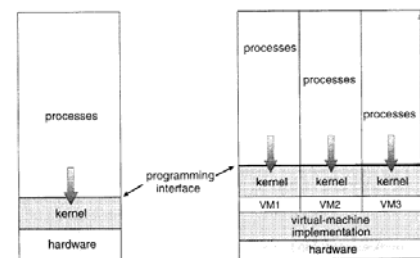 processes
kernel
hardware
programming
interface
processes
processes
processes
kernel kernel kernel
VM1 VM2 VM3
virtual-machine
implementation
hardware